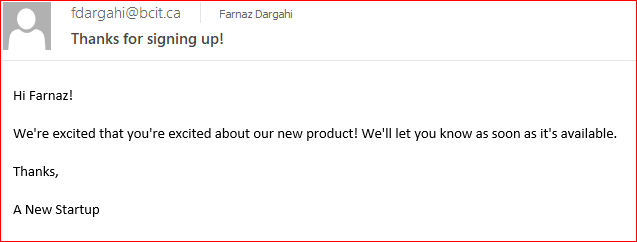 fdargahi@bcit.ca Farnaz Dargahi
Thanks for signing up!
Hi Farnaz!
We're excited that you're excited about our new product! We'll let you know as soon as it's available.
Thanks,
A New Startup